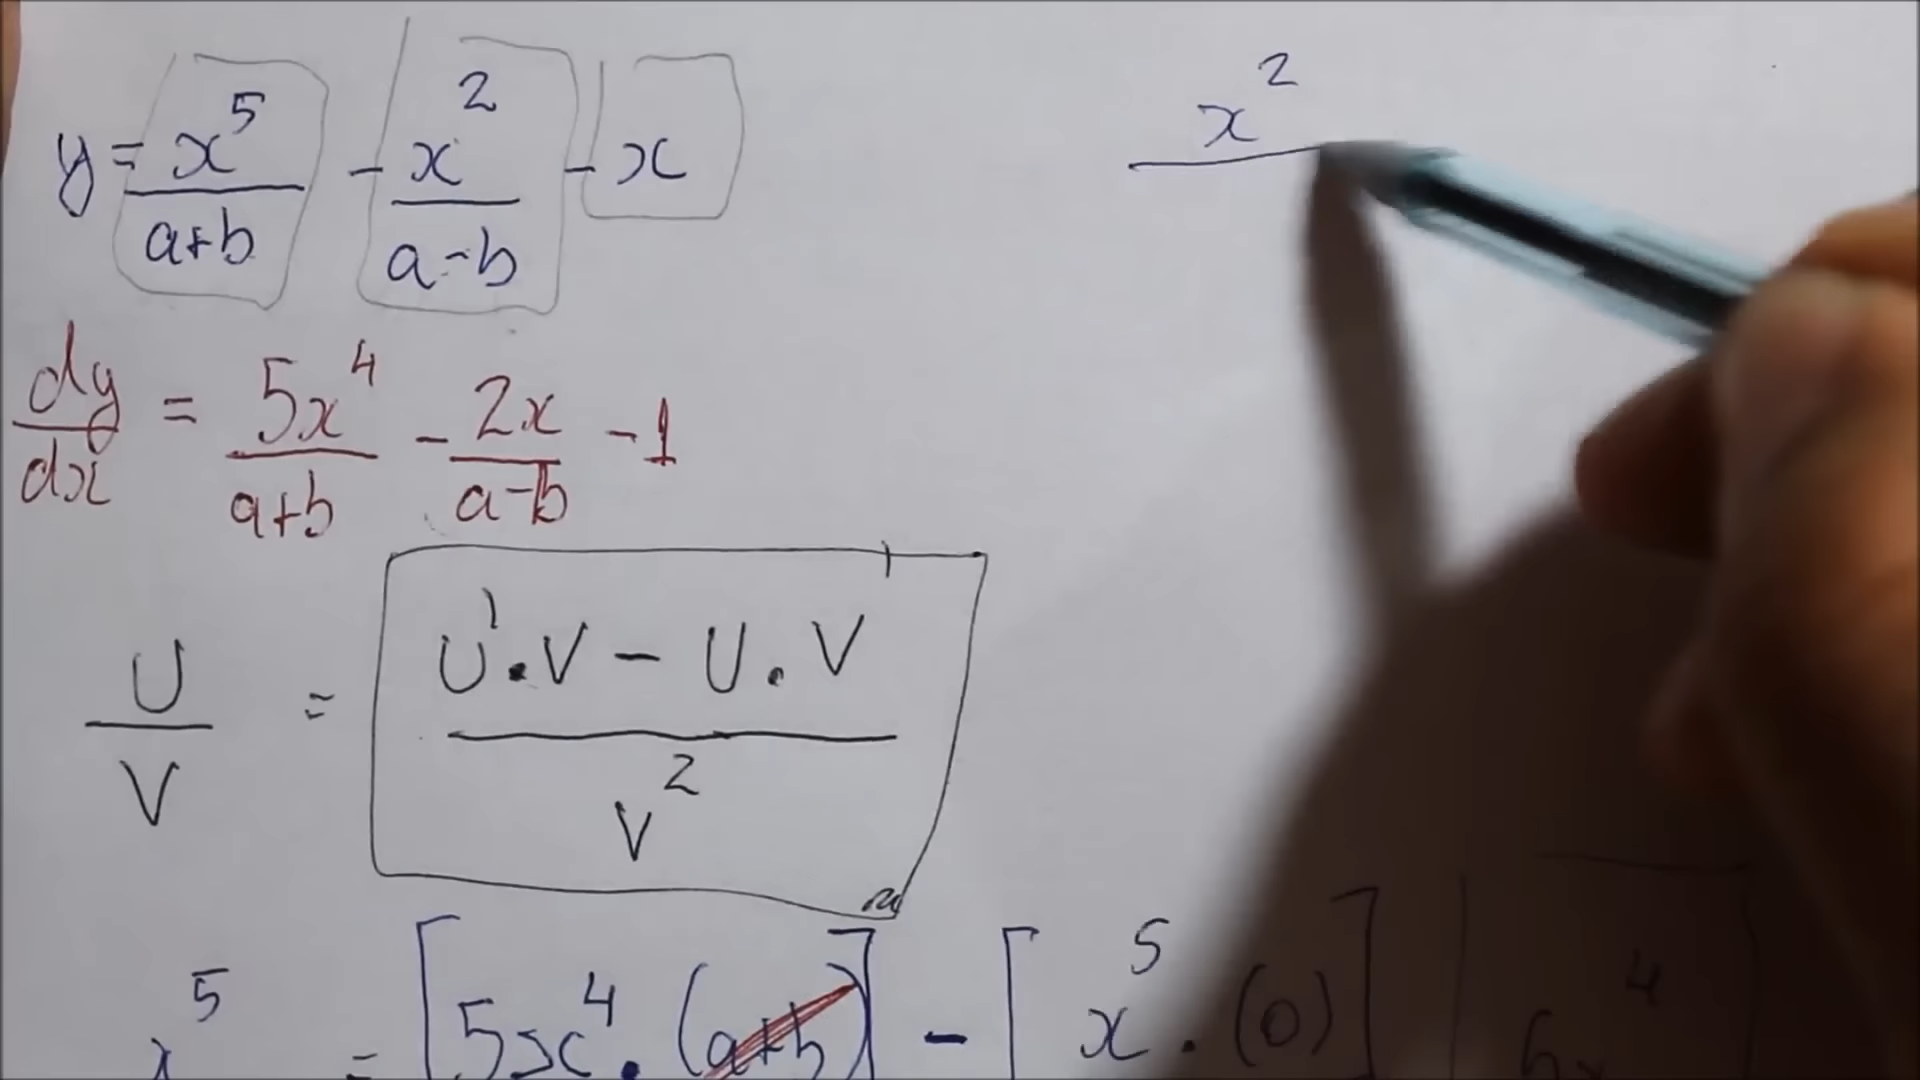 y = x^5/(a+b) - x^2/(a-b) - x
x^2
dy/dx = 5x^4/(a+b) - 2x/(a-b) - 1
U/V = (U'.V - U.V')/V^2
x^5 = [5x^4.(a+b)] - [x^5.(0)]